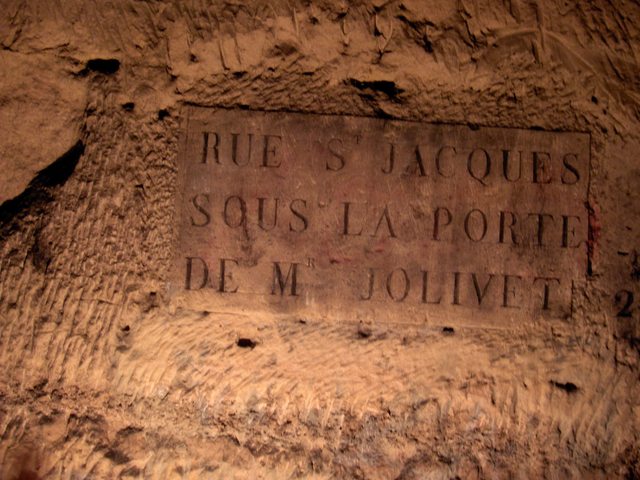 RUE Sᵗ JACQUES
SOUS LA PORTE
DE Mʳ JOLIVET
2